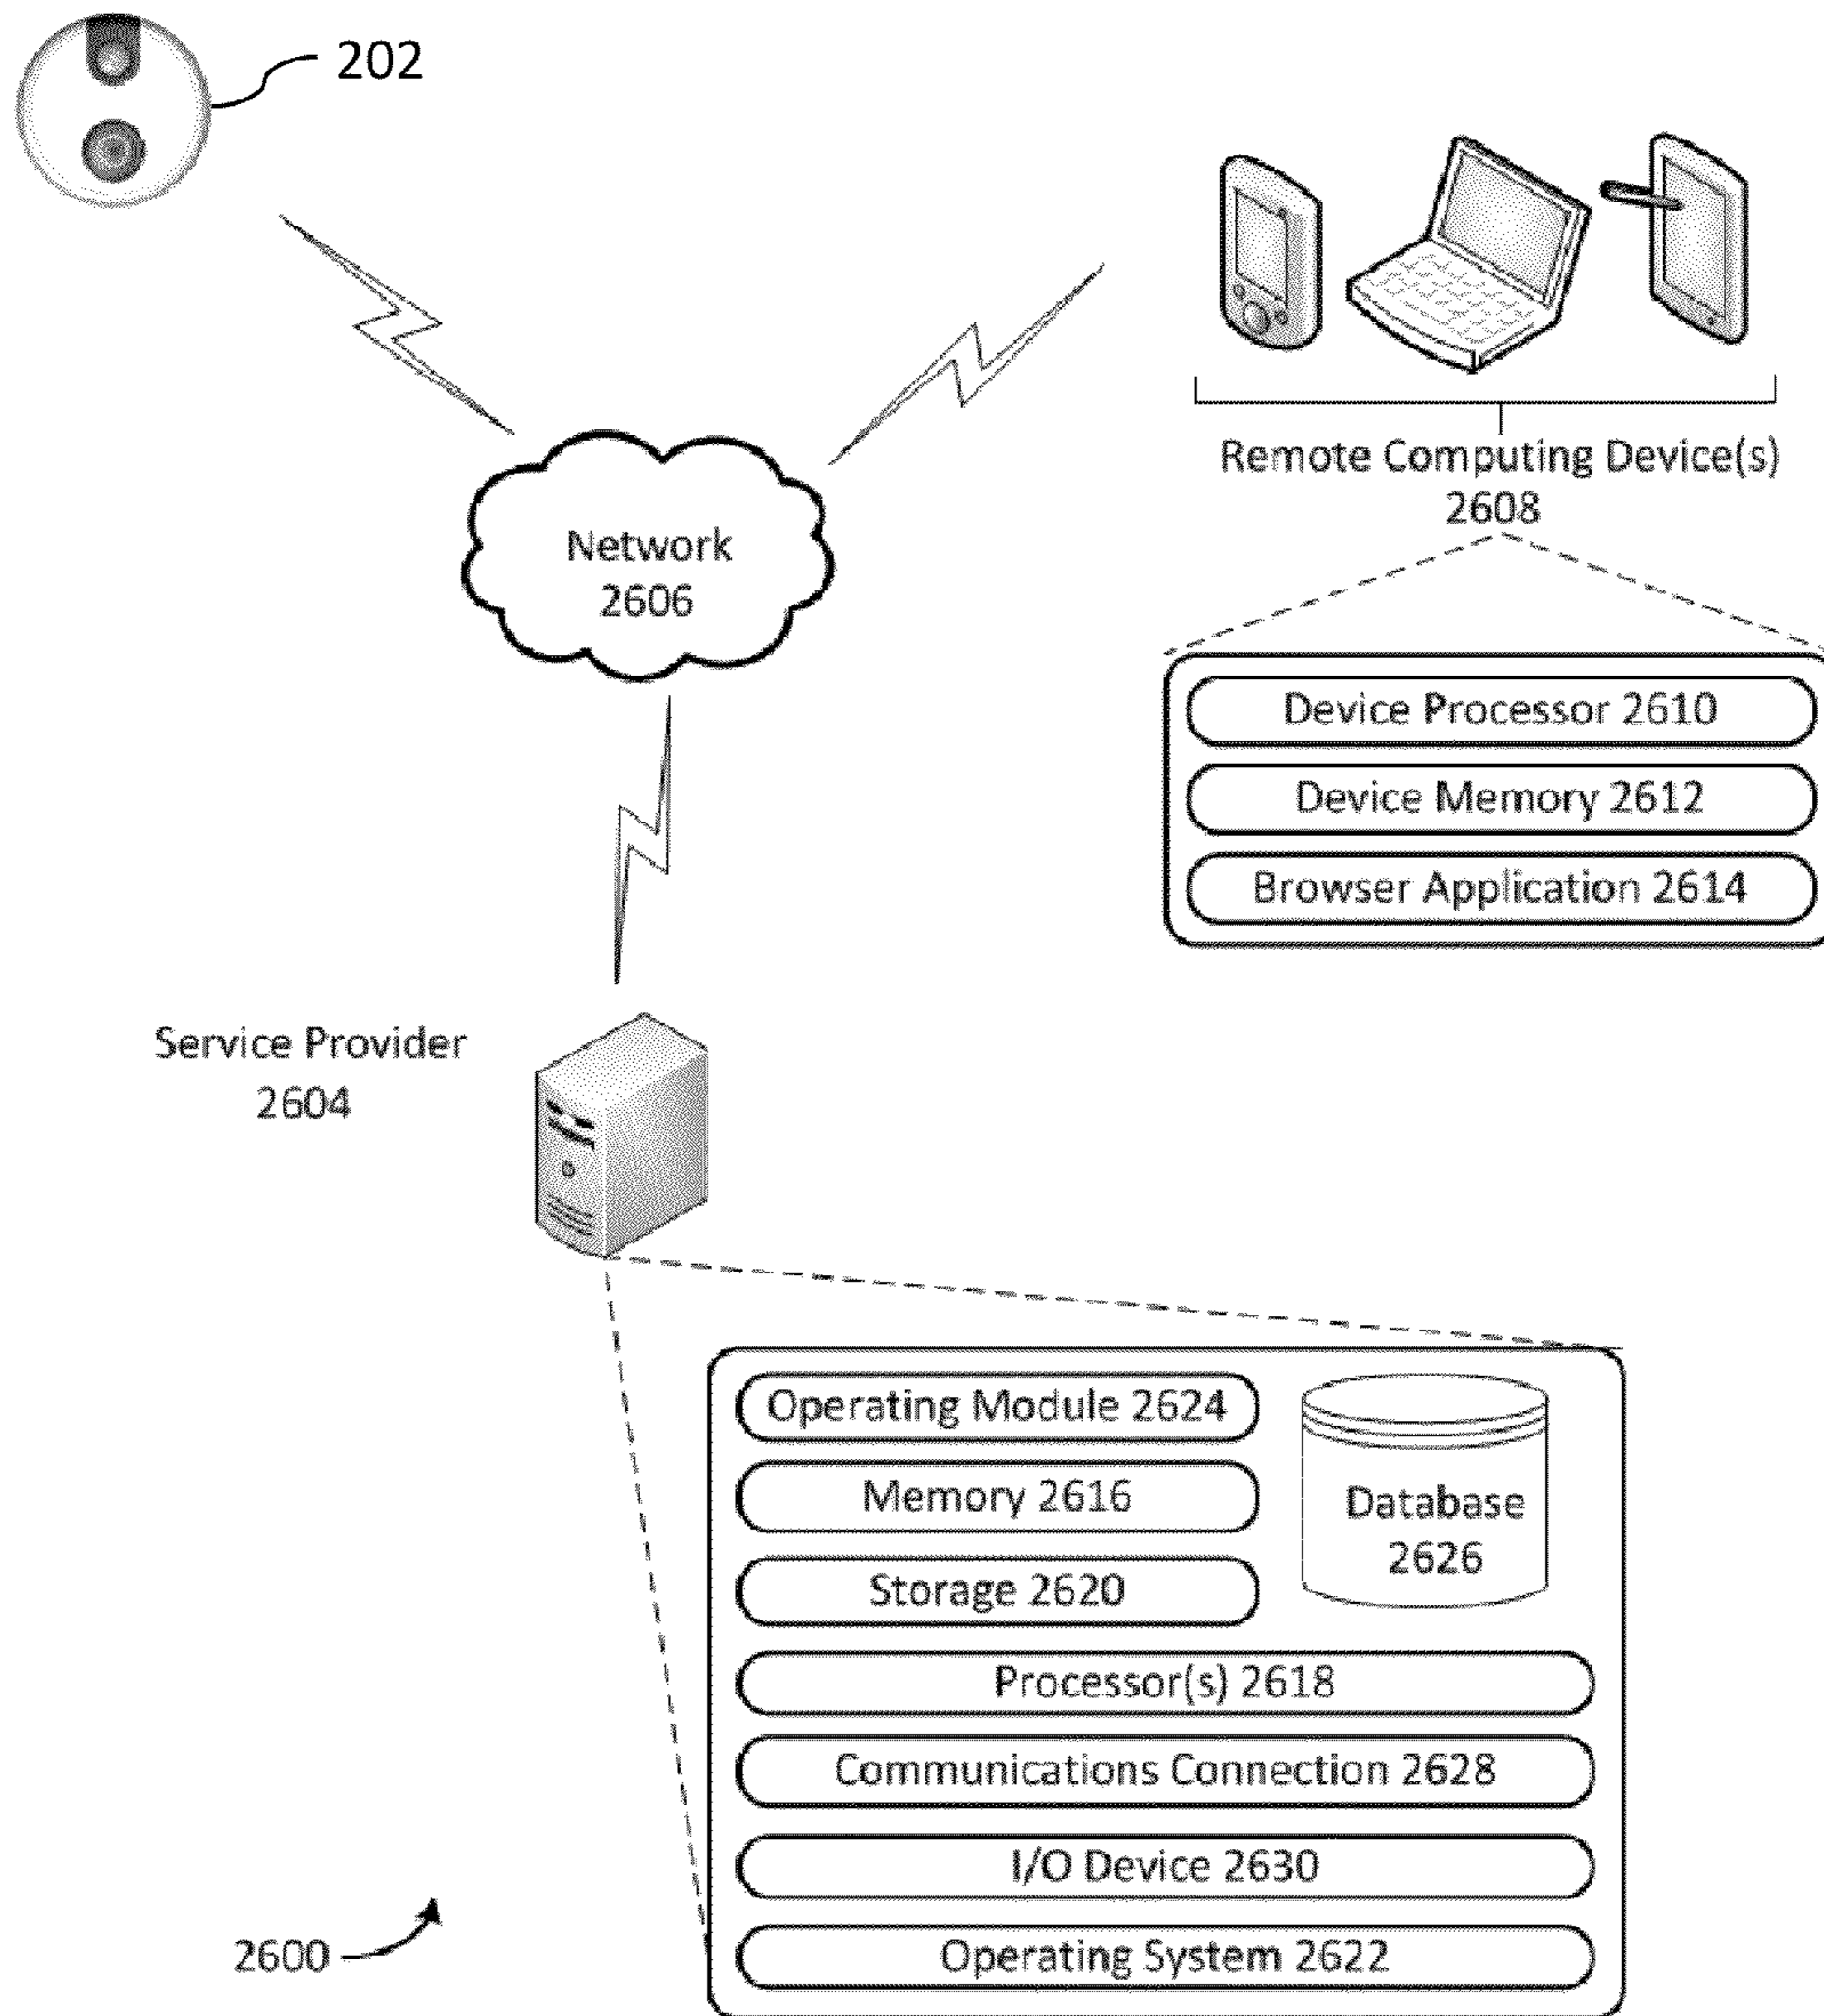 202
Remote Computing Device(s)
2608
Network
2606
Device Processor 2610
Device Memory 2612
Browser Application 2614
Service Provider
2604
Operating Module 2624
Memory 2616
Storage 2620
Database
2626
Processor(s) 2618
Communications Connection 2628
I/O Device 2630
Operating System 2622
2600